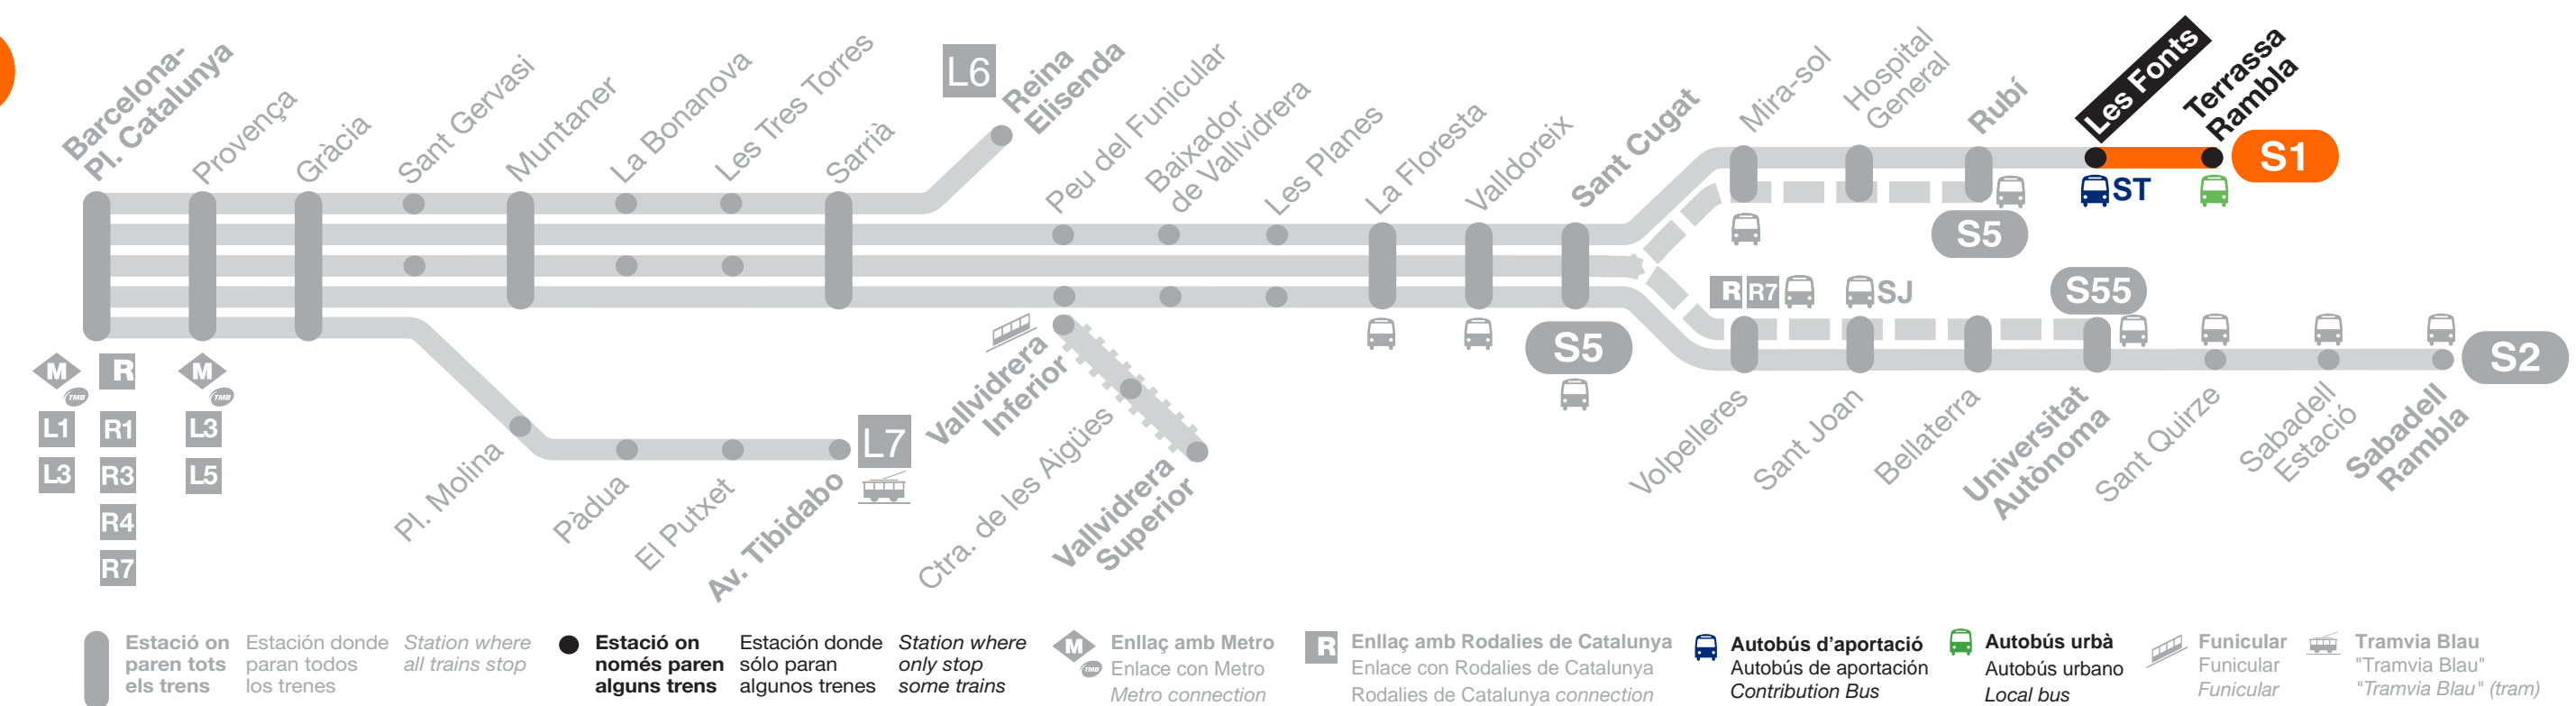 Barcelona-
Pl. Catalunya
Provença
Gràcia
Sant Gervasi
Muntaner
La Bonanova
Les Tres Torres
Sarrià
L6
Reina
Elisenda
Peu del Funicular
Baixador
de Vallvidrera
Les Planes
La Floresta
Valldoreix
Sant Cugat
Mira-sol
Hospital
General
Rubí
Les Fonts
Terrassa
Rambla
S1
ST
S5
R R7
SJ
S55
S5
S2
M
TMB
R
M
TMB
L1
R1
L3
L3
R3
L5
R4
R7
Pl. Molina
Pàdua
El Putxet
Av. Tibidabo
L7
Vallvidrera
Inferior
Ctra. de les Aigües
Vallvidrera
Superior
Volpelleres
Sant Joan
Bellaterra
Universitat
Autònoma
Sant Quirze
Sabadell
Estació
Sabadell
Rambla
Estació on
paren tots
els trens
Estación donde
paran todos
los trenes
Station where
all trains stop
Estació on
només paren
alguns trens
Estación donde
sólo paran
algunos trenes
Station where
only stop
some trains
M
TMB
Enllaç amb Metro
Enlace con Metro
Metro connection
R
Enllaç amb Rodalies de Catalunya
Enlace con Rodalies de Catalunya
Rodalies de Catalunya connection
Autobús d'aportació
Autobús de aportación
Contribution Bus
Autobús urbà
Autobús urbano
Local bus
Funicular
Funicular
Funicular
Tramvia Blau
"Tramvia Blau"
"Tramvia Blau" (tram)